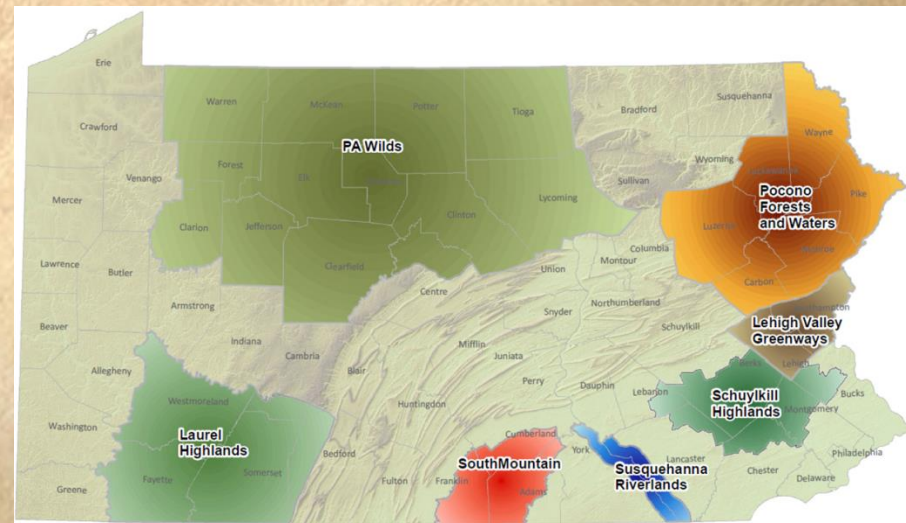 Erie
Warren
McKean
Potter
Tioga
Bradford
Susquehanna
Crawford
Wayne
PA Wilds
Forest
Elk
Wyoming
Venango
Sullivan
Mercer
Lycoming
Pike
Pocono
Forests
and Waters
Clarion
Jefferson
Clinton
Luzerne
Columbia
Montour
Lawrence
Butler
Clearfield
Union
Carbon
Centre
Armstrong
Northumberland
Snyder
Beaver
Lehigh Valley
Greenways
Schuylkill
Indiana
Mifflin
Cambria
Juniata
Blair
Allegheny
Lehigh
Berks
Perry
Dauphin
Lebanon
Bucks
Westmoreland
Huntingdon
Schuylkill
Highlands
Montgomery
Washington
Laurel
Highlands
Cumberland
Bedford
York
Philadelphia
SouthMountain
Lancaster
Susquehanna
Riverlands
Chester
Greene
Fayette
Somerset
Fulton
Franklin
Adams
Delaware